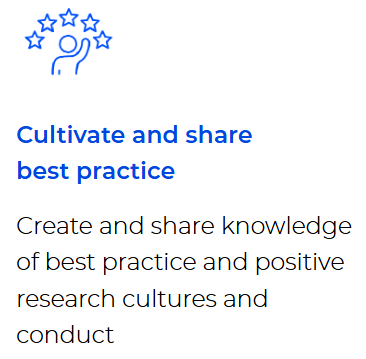 Cultivate and share
best practice
Create and share knowledge
of best practice and positive
research cultures and
conduct